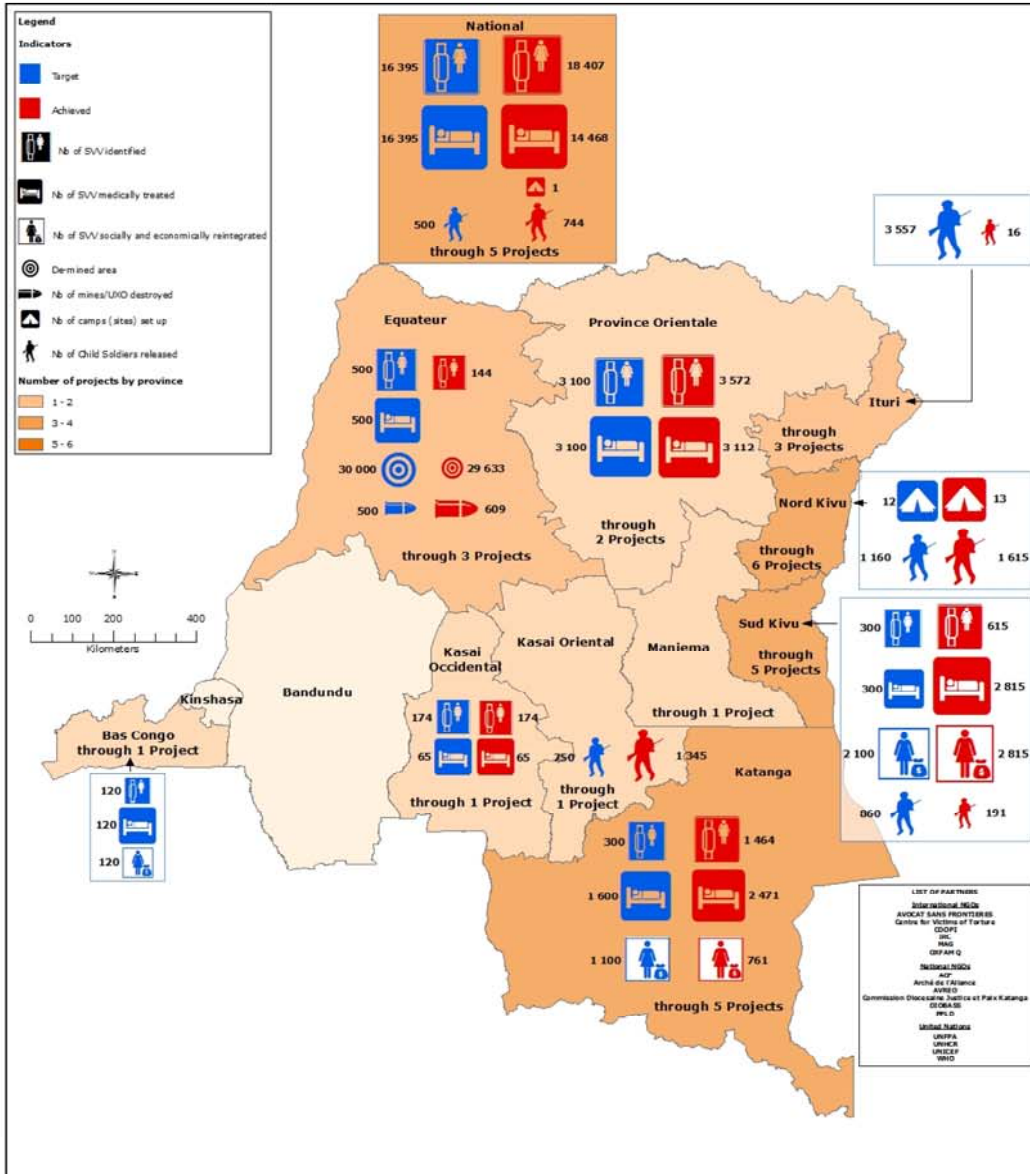 Legend
Indicators
Target
Achieved
Nb of SVV identified
Nb of SVV medically treated
Nb of SVV socially and economically reintegrated
De-mined area
Nb of mines/UXO destroyed
Nb of camps (sites) set up
Nb of Child Soldiers released
Number of projects by province
1 - 2
3 - 4
5 - 6
National
16 395
18 407
16 395
14 468
1
500
744
through 5 Projects
3 557
16
Equateur
500
144
500
30 000
29 633
500
609
through 3 Projects
Province Orientale
3 100
3 572
3 100
3 112
through
2 Projects
Ituri
through
3 Projects
Nord Kivu
through
6 Projects
12
13
1 160
1 615
Sud Kivu
through
5 Projects
300
615
300
2 815
2 100
2 815
860
191
0
200
400
Kilometers
Kinshasa
Bandundu
Bas Congo
through 1 Project
120
120
120
Kasai
Occidental
174
174
65
65
through 1 Project
Kasai Oriental
250
1 345
through
1 Project
Maniema
through 1 Project
Katanga
300
1 464
1 600
2 471
1 100
761
through 5 Projects
LIST OF PARTNERS
International NGOs
AVOCAT SANS FRONTIERES
Centre for Victims of Torture
COOPI
IRC
MAG
OXFAM Q
National NGOs
Arche de l'Alliance
AVREO
Commission Diocesaine Justice et Paix Katanga
DIOBASS
United Nations
UNFPA
UNHCR
UNICEF
WHO